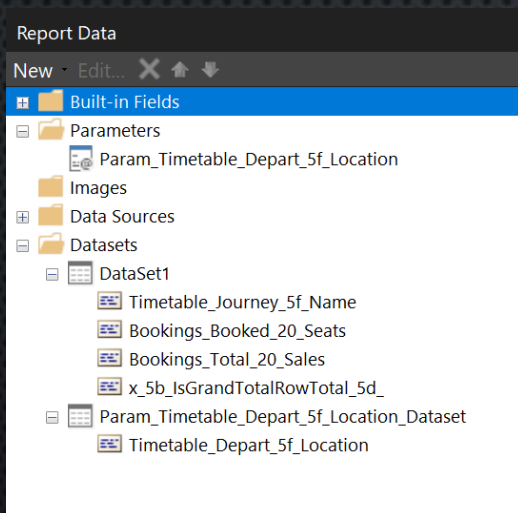 Report Data
New Edit...
Built-in Fields
Parameters
Param_Timetable_Depart_5f_Location
Images
Data Sources
Datasets
DataSet1
Timetable_Journey_5f_Name
Bookings_Booked_20_Seats
Bookings_Total_20_Sales
x_5b_IsGrandTotalRowTotal_5d_
Param_Timetable_Depart_5f_Location_Dataset
Timetable_Depart_5f_Location